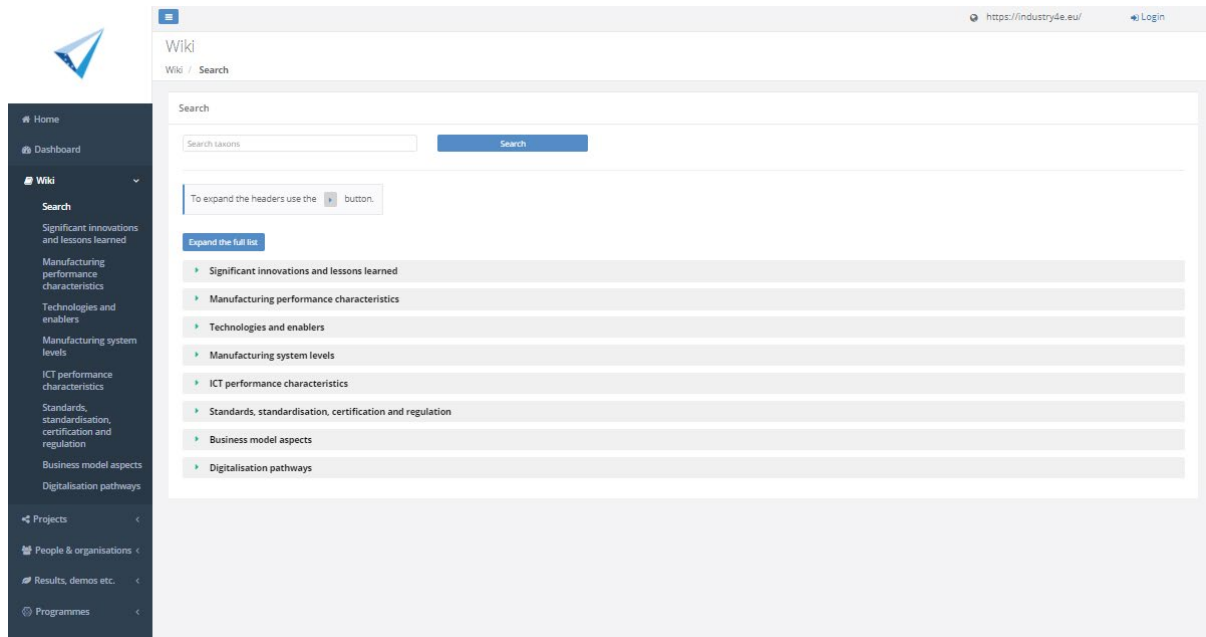 https://industry4e.eu/
Login
Wiki
Wiki / Search
Home
Dashboard
Wiki
Search
Significant innovations
and lessons learned
Manufacturing
performance
characteristics
Technologies and
enablers
Manufacturing system
levels
ICT performance
characteristics
Standards,
standardisation,
certification and
regulation
Business model aspects
Digitalisation pathways
Projects
People & organisations
Results, demos etc.
Programmes
Search
Search taxons
Search
To expand the headers use the button.
Expand the full list
Significant innovations and lessons learned
Manufacturing performance characteristics
Technologies and enablers
Manufacturing system levels
ICT performance characteristics
Standards, standardisation, certification and regulation
Business model aspects
Digitalisation pathways